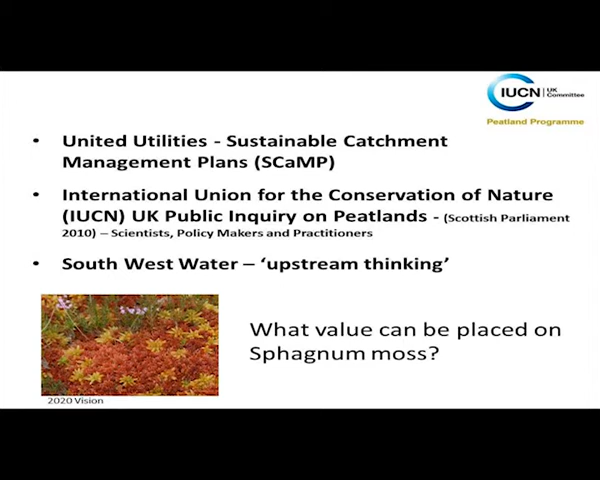 IUCN UK Committee
Peatland Programme
• United Utilities - Sustainable Catchment
Management Plans (SCaMP)
• International Union for the Conservation of Nature
(IUCN) UK Public Inquiry on Peatlands - (Scottish Parliament
2010) – Scientists, Policy Makers and Practitioners
• South West Water – ‘upstream thinking’
What value can be placed on
Sphagnum moss?
2020 Vision